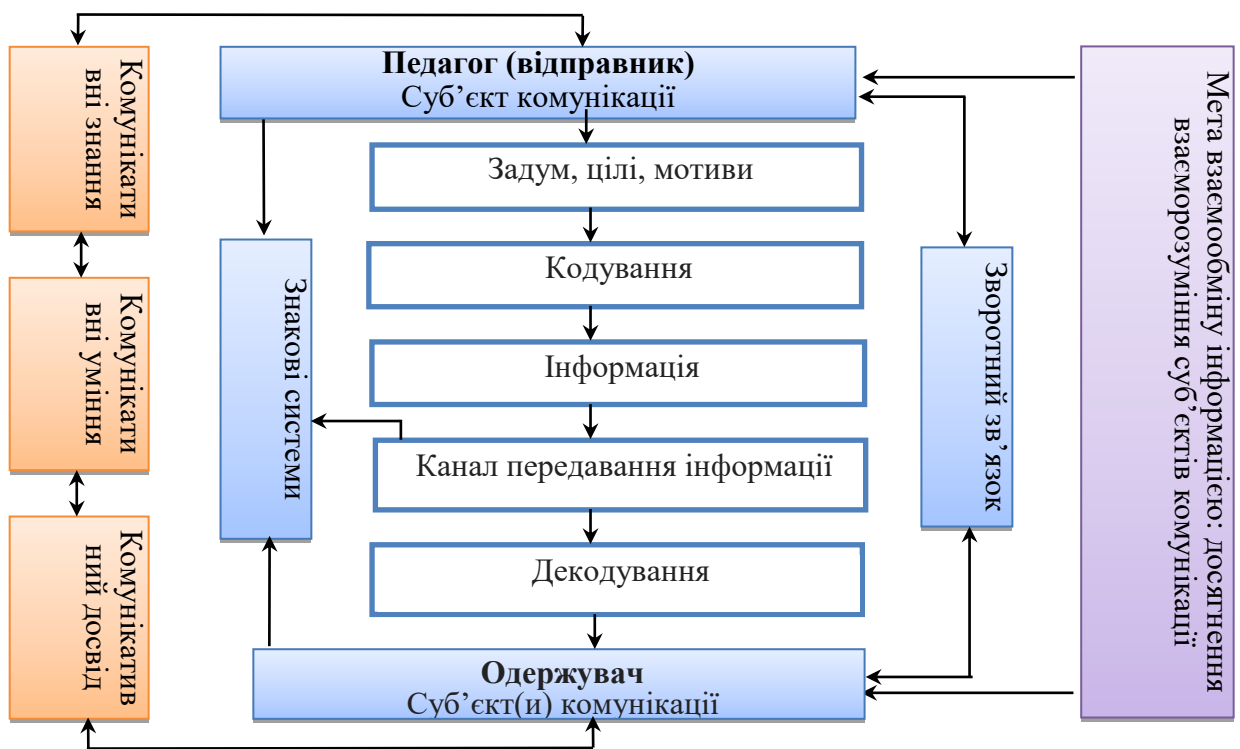 Педагог (відправник)
Суб’єкт комунікації
Задум, цілі, мотиви
Кодування
Інформація
Канал передавання інформації
Декодування
Одержувач
Суб’єкт(и) комунікації
Комунікати
вні знання
Комунікати
вні уміння
Комунікатив
ний досвід
Знакові системи
Зворотний зв’язок
Мета взаємообміну інформацією: досягнення
взаєморозуміння суб’єктів комунікації